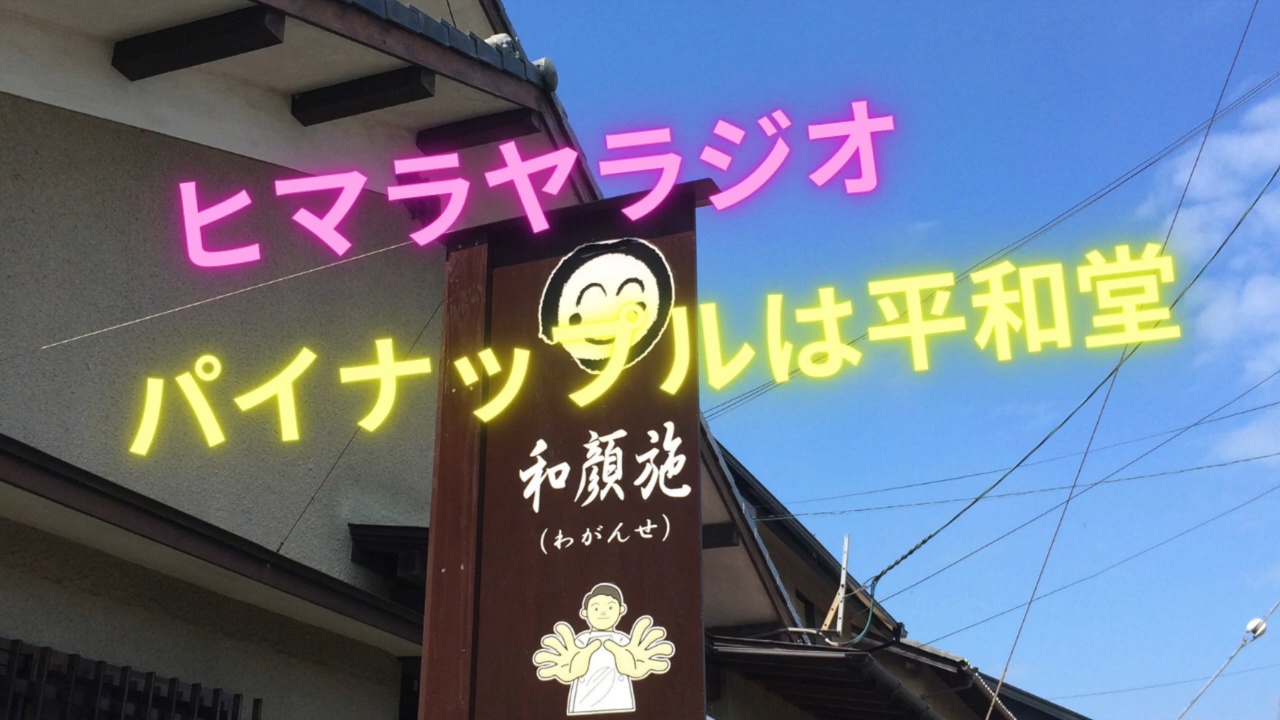 ヒマラヤラジオ
パイナップルは平和堂
和顔施
(わがんせ)